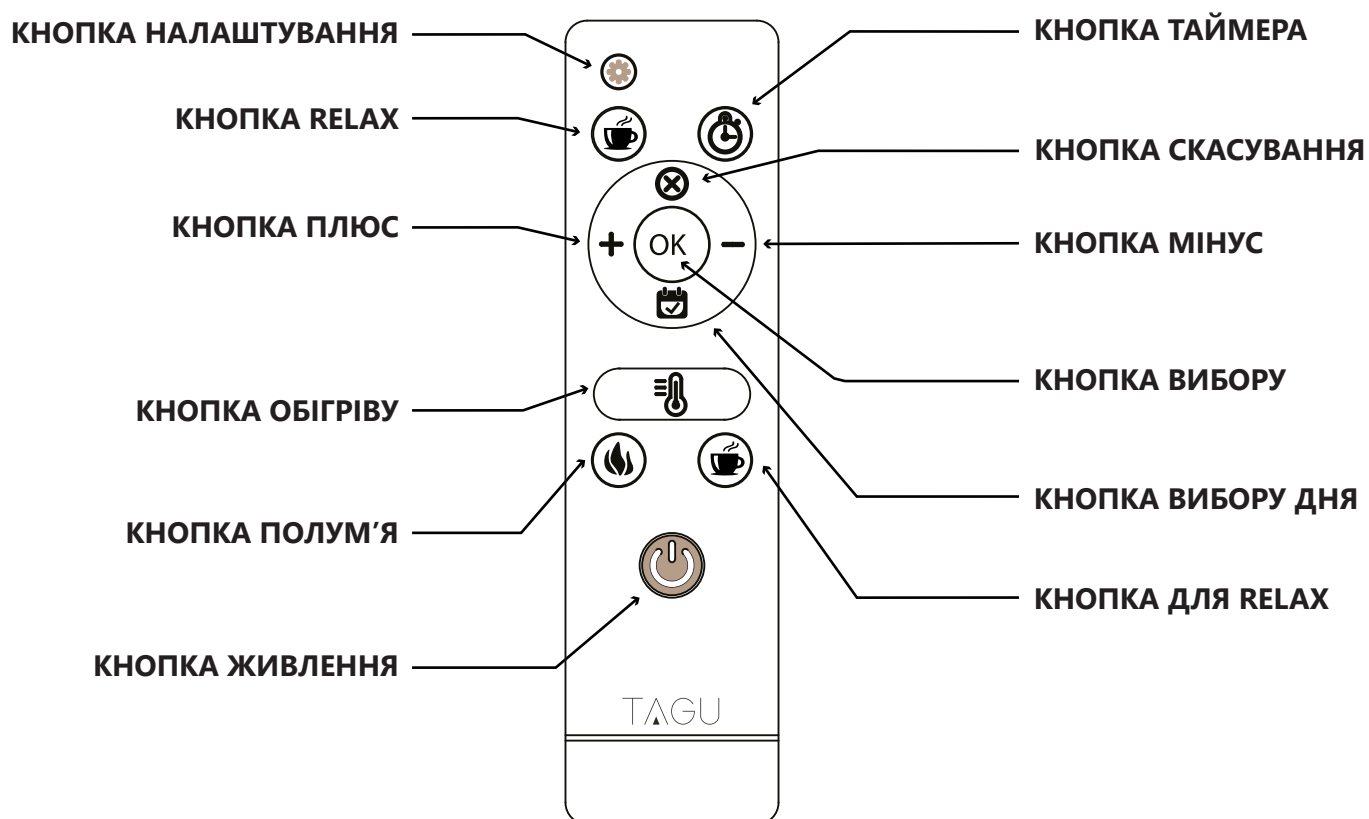 КНОПКА НАЛАШТУВАННЯ
КНОПКА RELAX
КНОПКА ПЛЮС
КНОПКА ОБІГРІВУ
КНОПКА ПОЛУМ’Я
КНОПКА ЖИВЛЕННЯ
OK
TAGU
КНОПКА ТАЙМЕРА
КНОПКА СКАСУВАННЯ
КНОПКА МІНУС
КНОПКА ВИБОРУ
КНОПКА ВИБОРУ ДНЯ
КНОПКА ДЛЯ RELAX